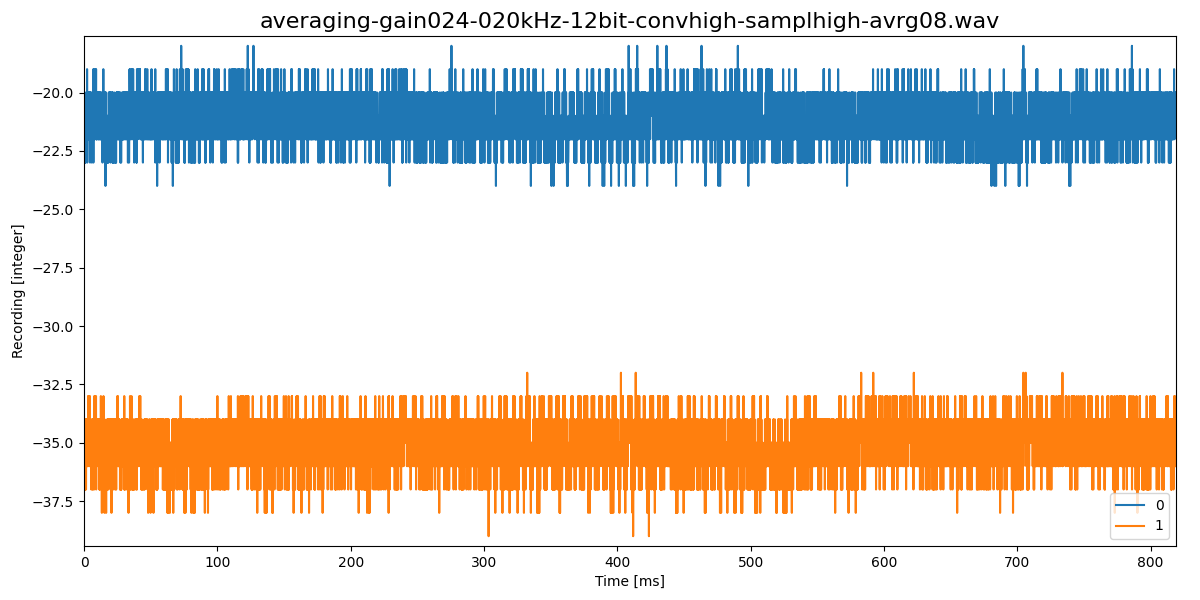 averaging-gain024-020kHz-12bit-convhigh-samplhigh-avrg08.wav
Recording [integer]
−20.0
−22.5
−25.0
−27.5
−30.0
−32.5
−35.0
−37.5
0
1
0 100 200 300 400 500 600 700 800
Time [ms]